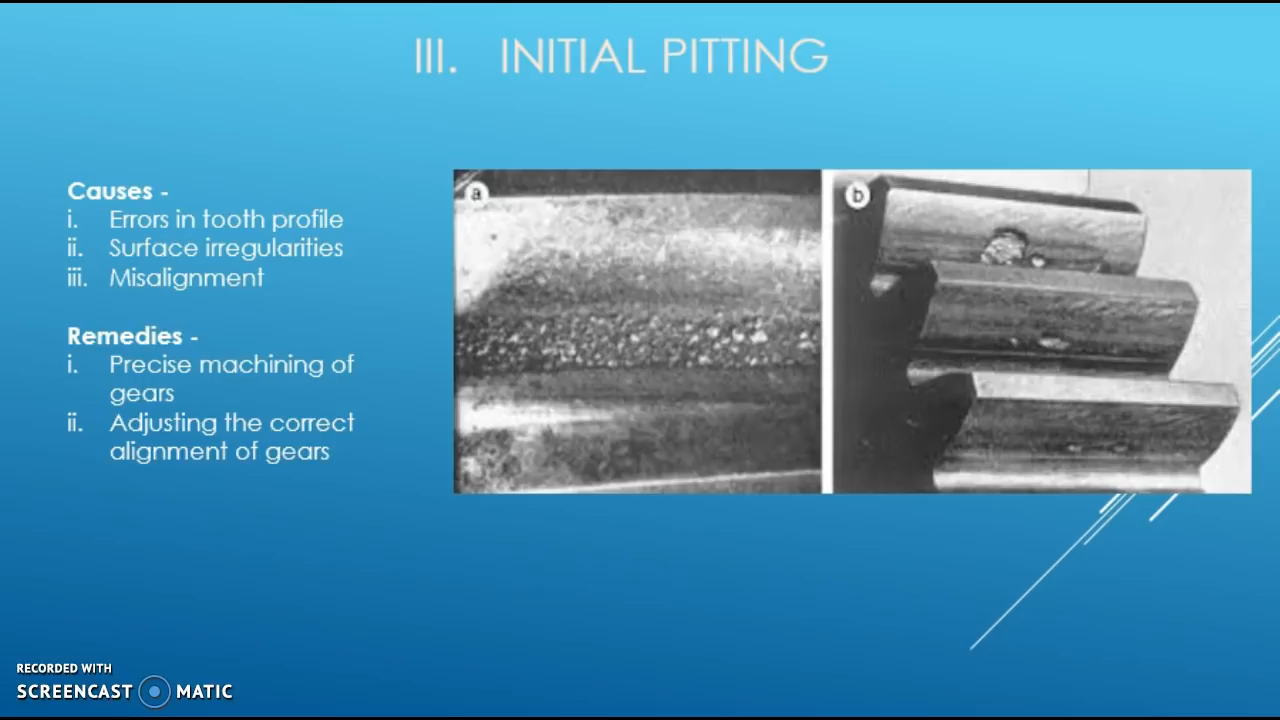 III. INITIAL PITTING
Causes -
i. Errors in tooth profile
ii. Surface irregularities
iii. Misalignment
Remedies -
i. Precise machining of
gears
ii. Adjusting the correct
alignment of gears
a
b
RECORDED WITH
SCREENCAST MATIC